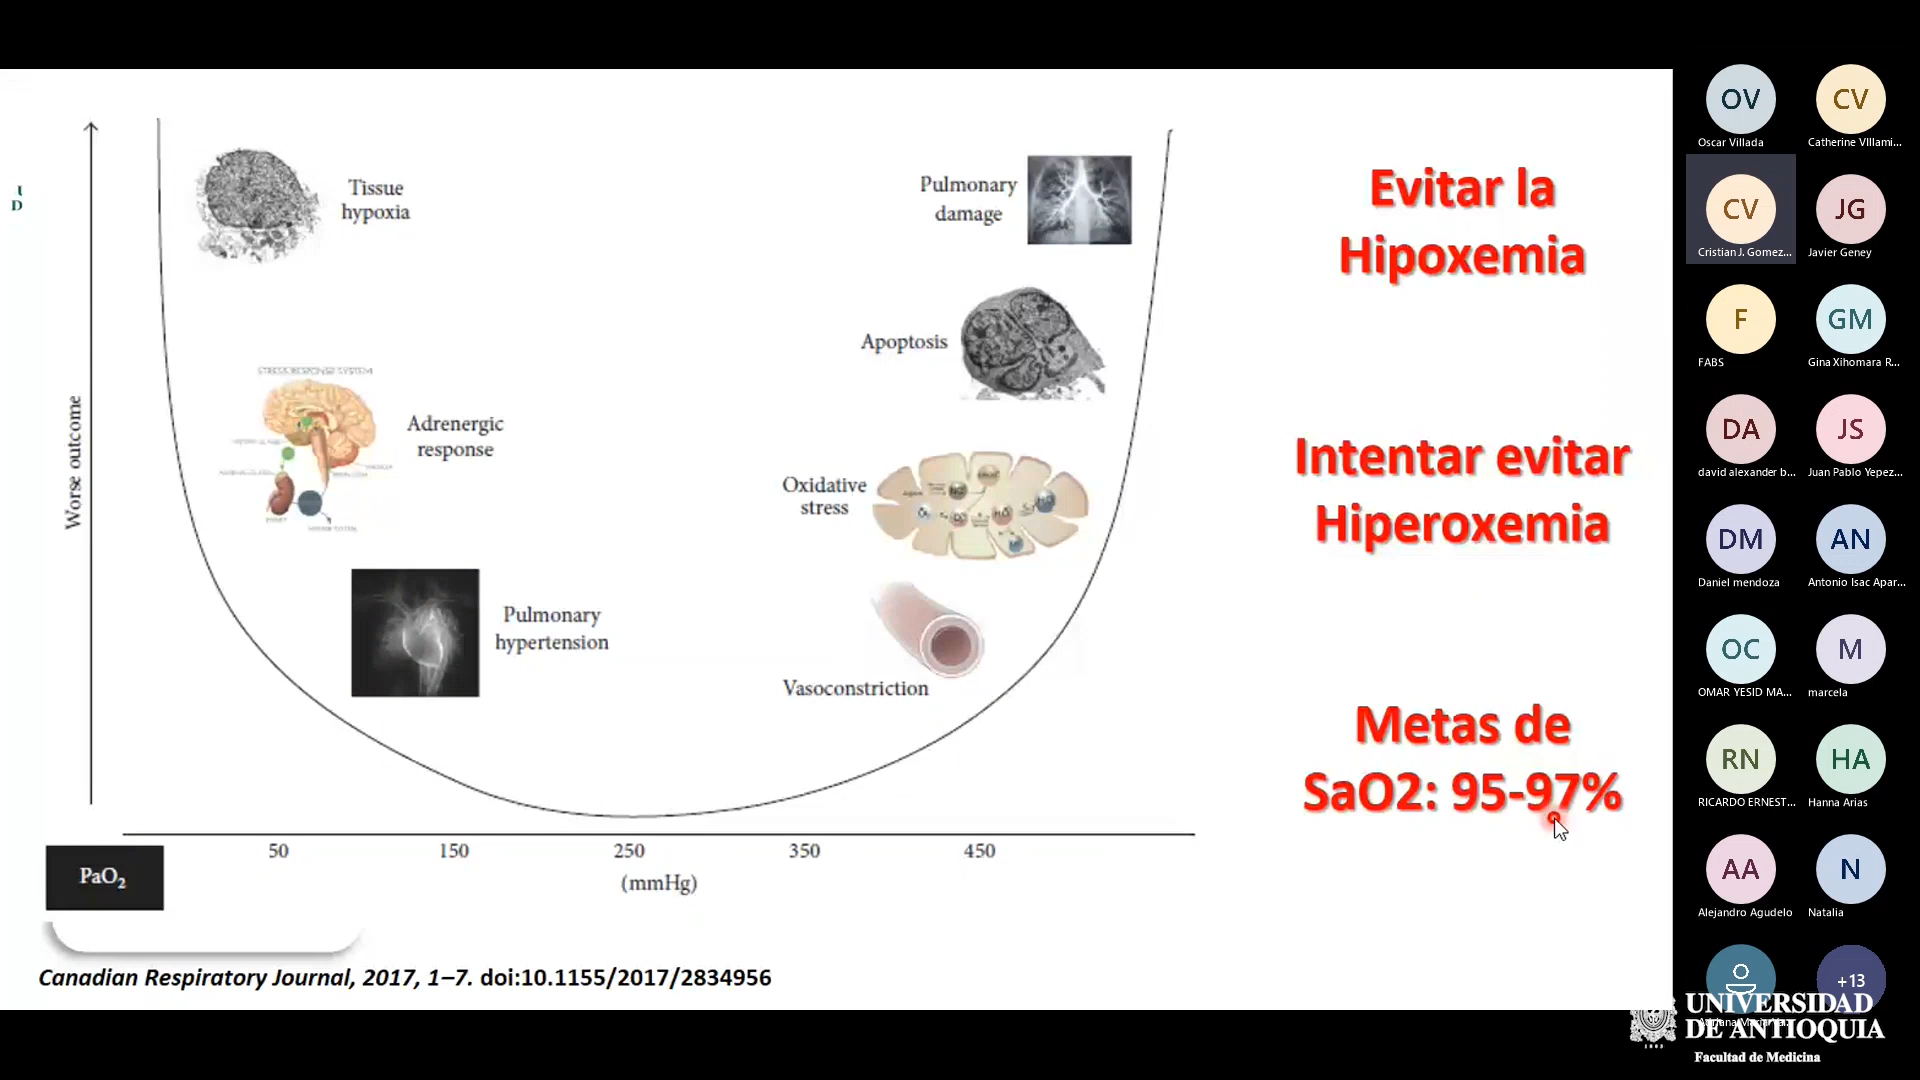 U
D
Worse outcome
Tissue
hypoxia
STRESS RESPONSE SYSTEM
Adrenergic
response
Pulmonary
hypertension
Pulmonary
damage
Apoptosis
Oxidative
stress
Vasoconstriction
50 150 250 350 450
(mmHg)
PaO₂
Canadian Respiratory Journal, 2017, 1–7. doi:10.1155/2017/2834956
Evitar la
Hipoxemia
Intentar evitar
Hiperoxemia
Metas de
SaO2: 95-97%
OV CV
Oscar Villada Catherine VIllami...
CV JG
Cristian J. Gomez... Javier Geney
F GM
FABS Gina Xihomara R...
DA JS
david alexander b... Juan Pablo Yepez...
DM AN
Daniel mendoza Antonio Isac Apar...
OC M
OMAR YESID MA... marcela
RN HA
RICARDO ERNEST... Hanna Arias
AA N
Alejandro Agudelo Natalia
+13
UNIVERSIDAD
DE ANTIOQUIA
Facultad de Medicina
1803